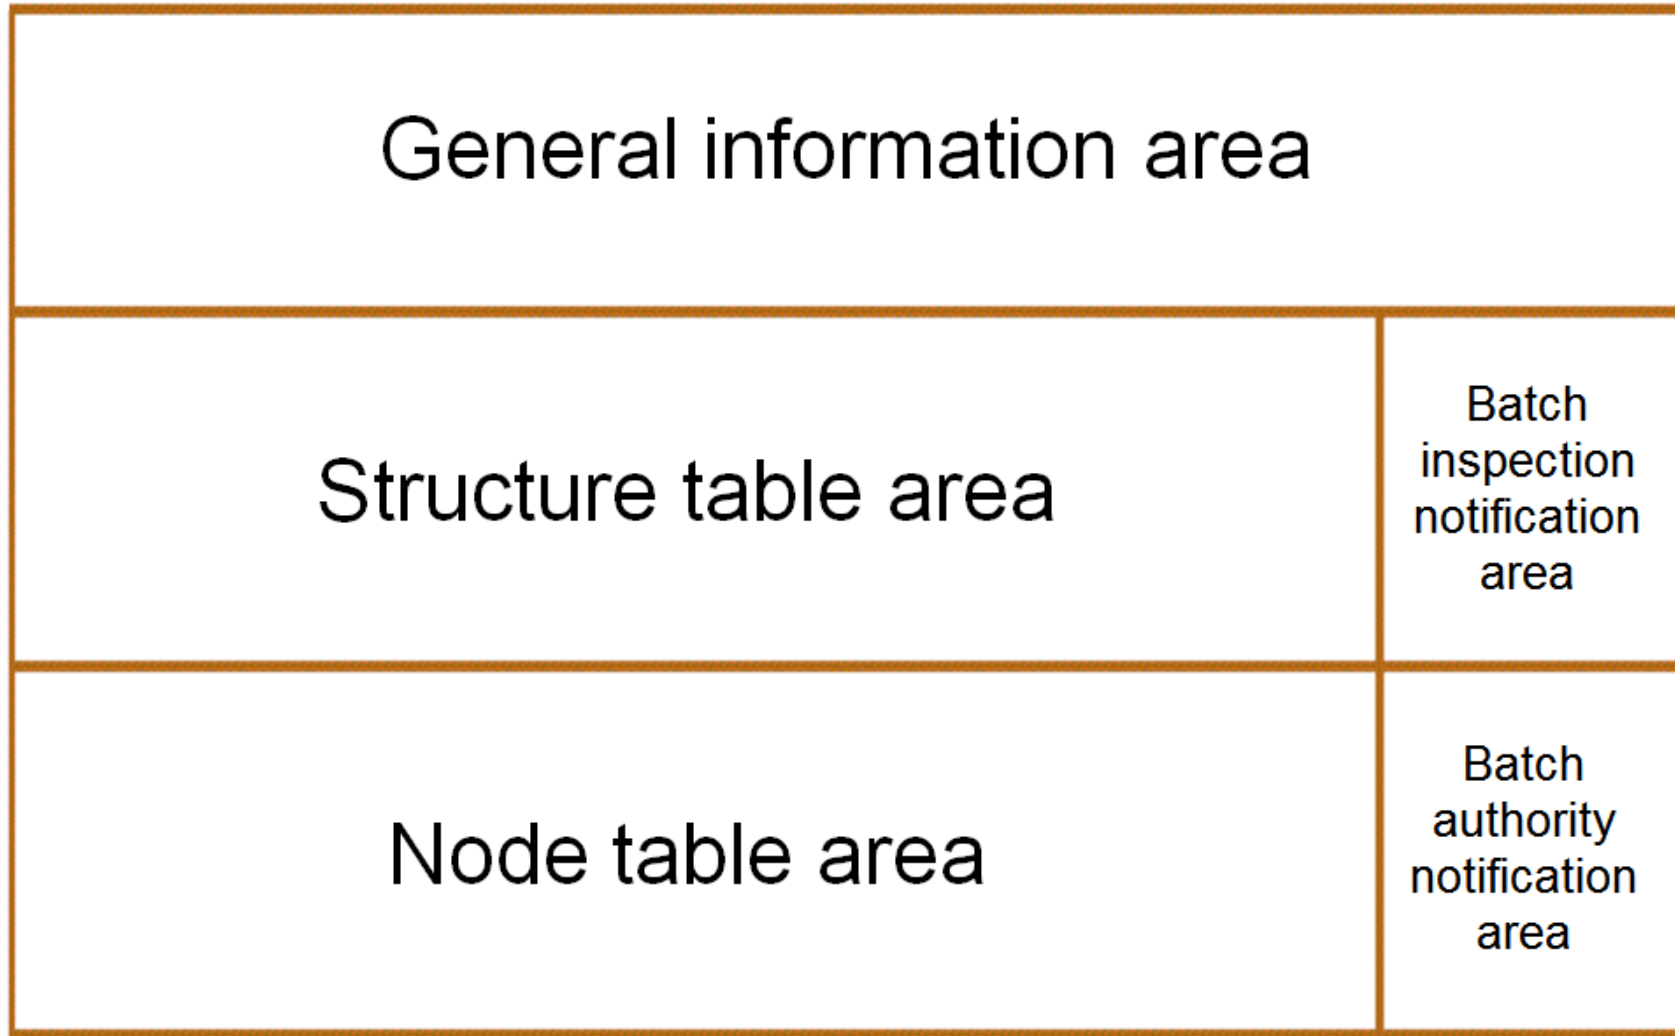 General information area
Structure table area
Batch
inspection
notification
area
Node table area
Batch
authority
notification
area